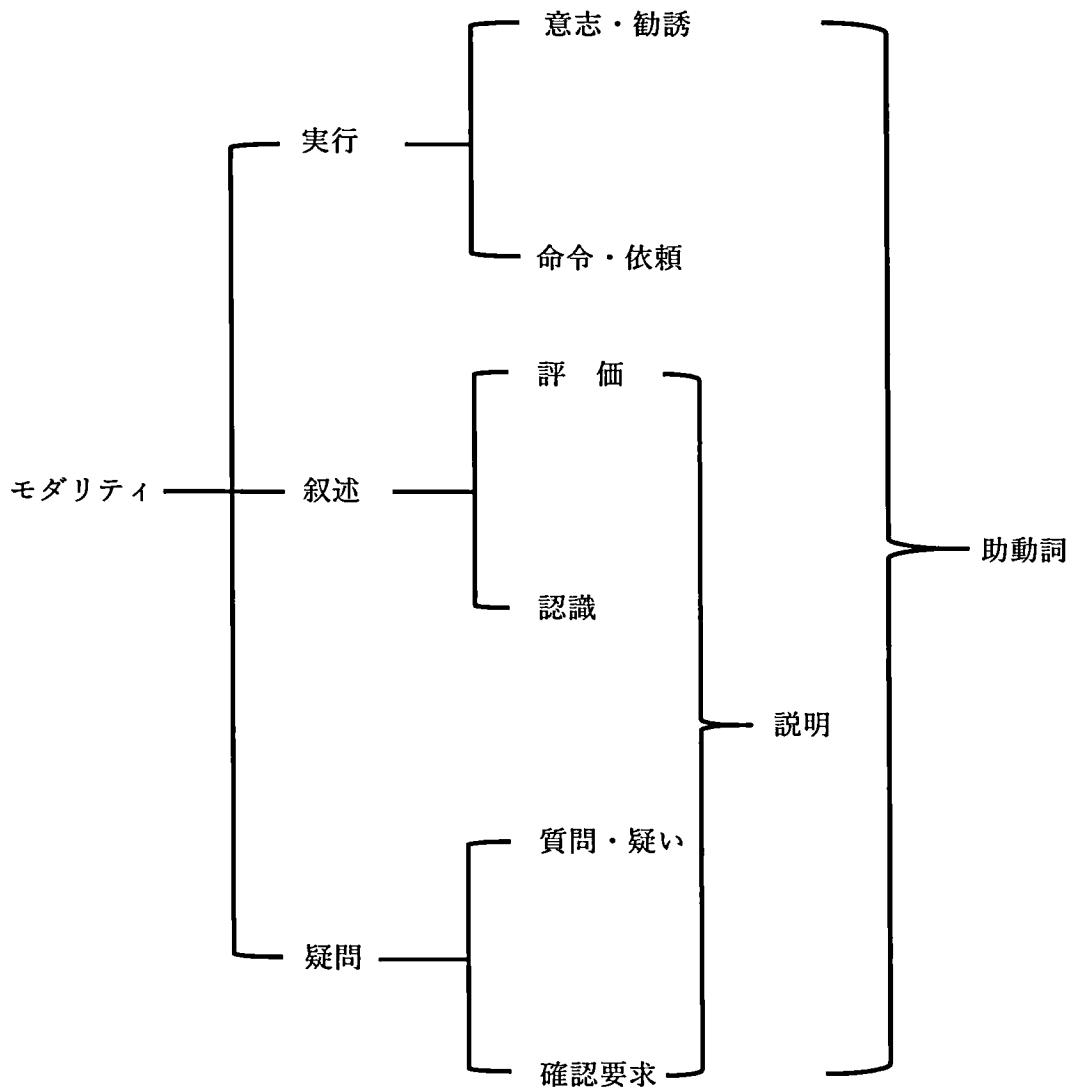 意志・勧誘
実行
命令・依頼
評　価
モダリティ
叙述
助動詞
認識
説明
質問・疑い
疑問
確認要求